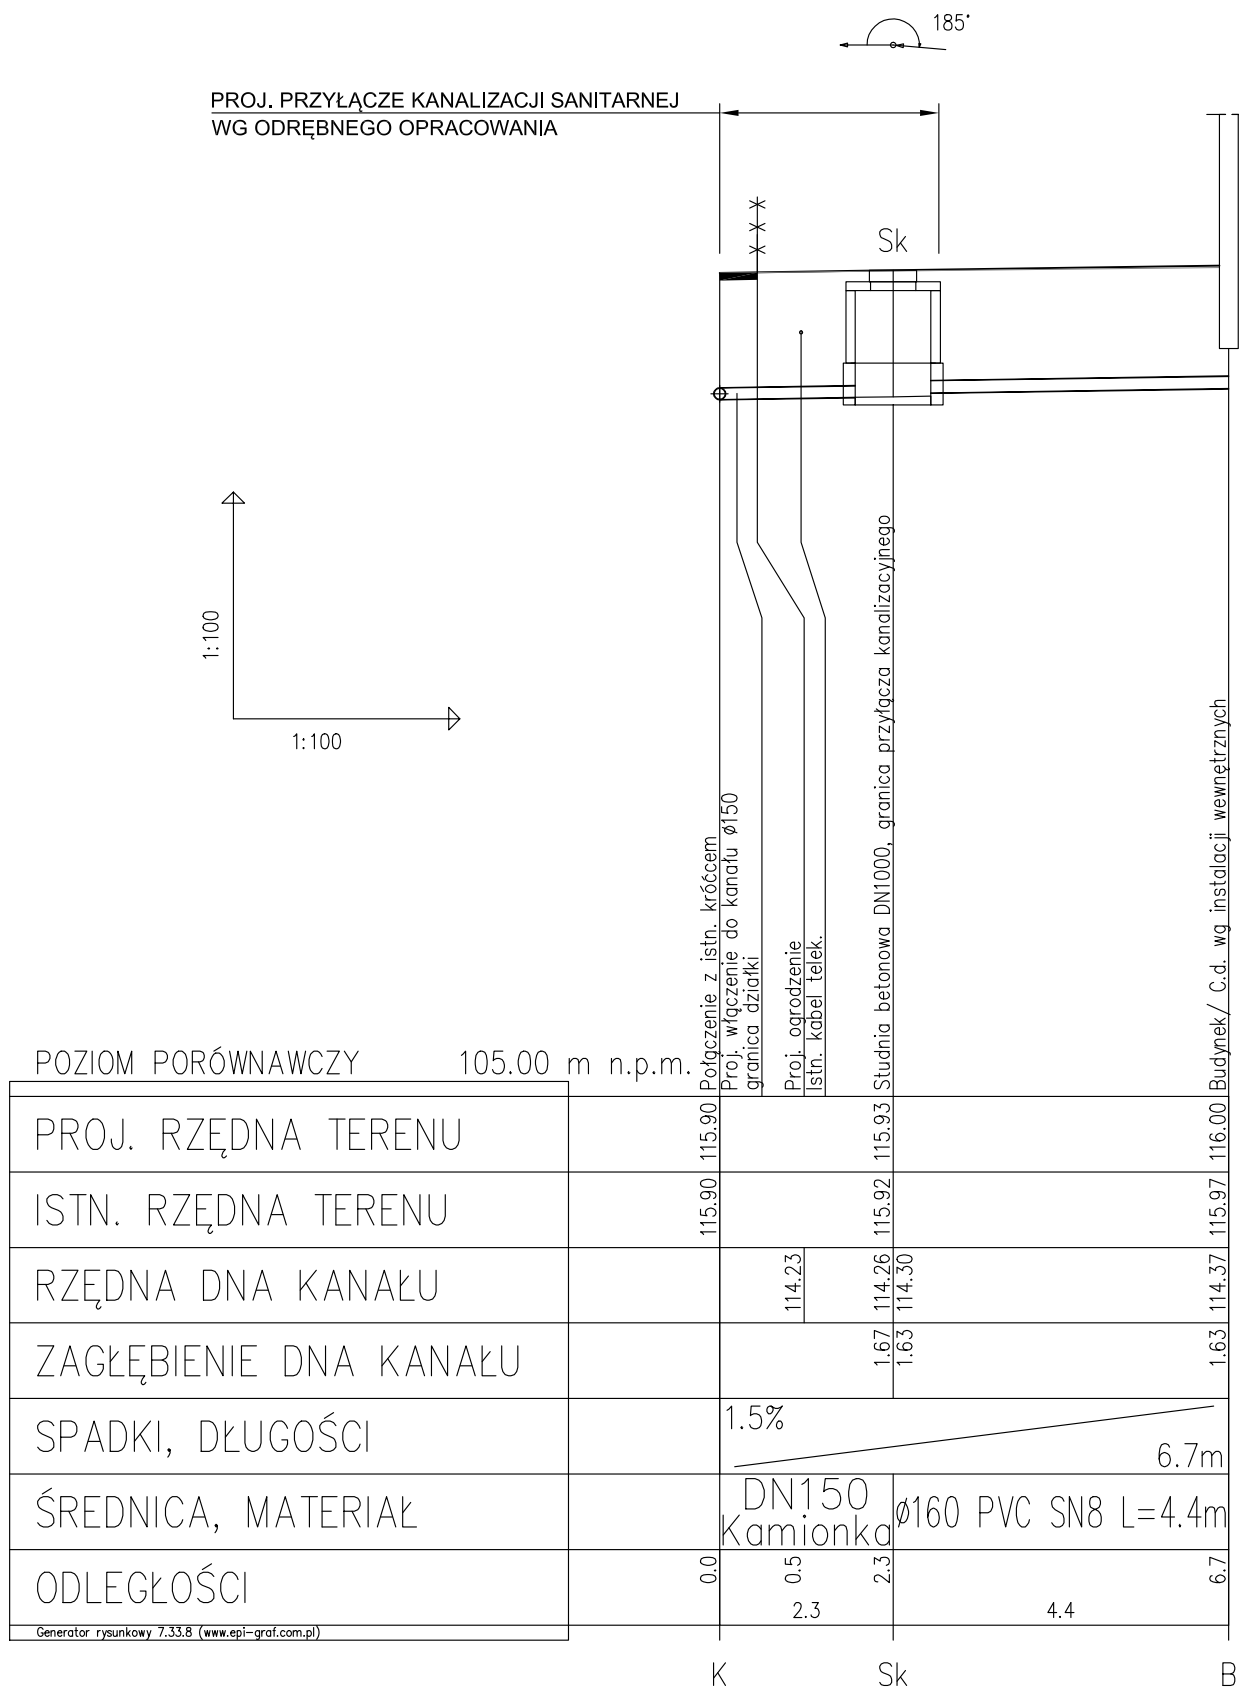 185°
PROJ. PRZYŁĄCZE KANALIZACJI SANITARNEJ
WG ODRĘBNEGO OPRACOWANIA
Sk
1:100
1:100
Połączenie z istn. króćcem
Proj. włączenie do kanału ø150
granica działki
Proj. ogrodzenie
Istn. kabel telek.
Studnia betonowa DN1000, granica przyłącza kanalizacyjnego
Budynek/ C.d. wg instalacji wewnętrznych
POZIOM PORÓWNAWCZY 105.00 m n.p.m.
PROJ. RZĘDNA TERENU 115.90 115.93 116.00
ISTN. RZĘDNA TERENU 115.90 115.92 115.97
RZĘDNA DNA KANAŁU 114.23 114.26 114.30 114.37
ZAGŁĘBIENIE DNA KANAŁU 1.67 1.63 1.63
SPADKI, DŁUGOŚCI 1.5% 6.7m
ŚREDNICA, MATERIAŁ DN150 Kamionka ø160 PVC SN8 L=4.4m
ODLEGŁOŚCI 0.0 0.5 2.3 6.7
2.3 4.4
Generator rysunkowy 7.33.8 (www.epi-graf.com.pl)
K Sk B